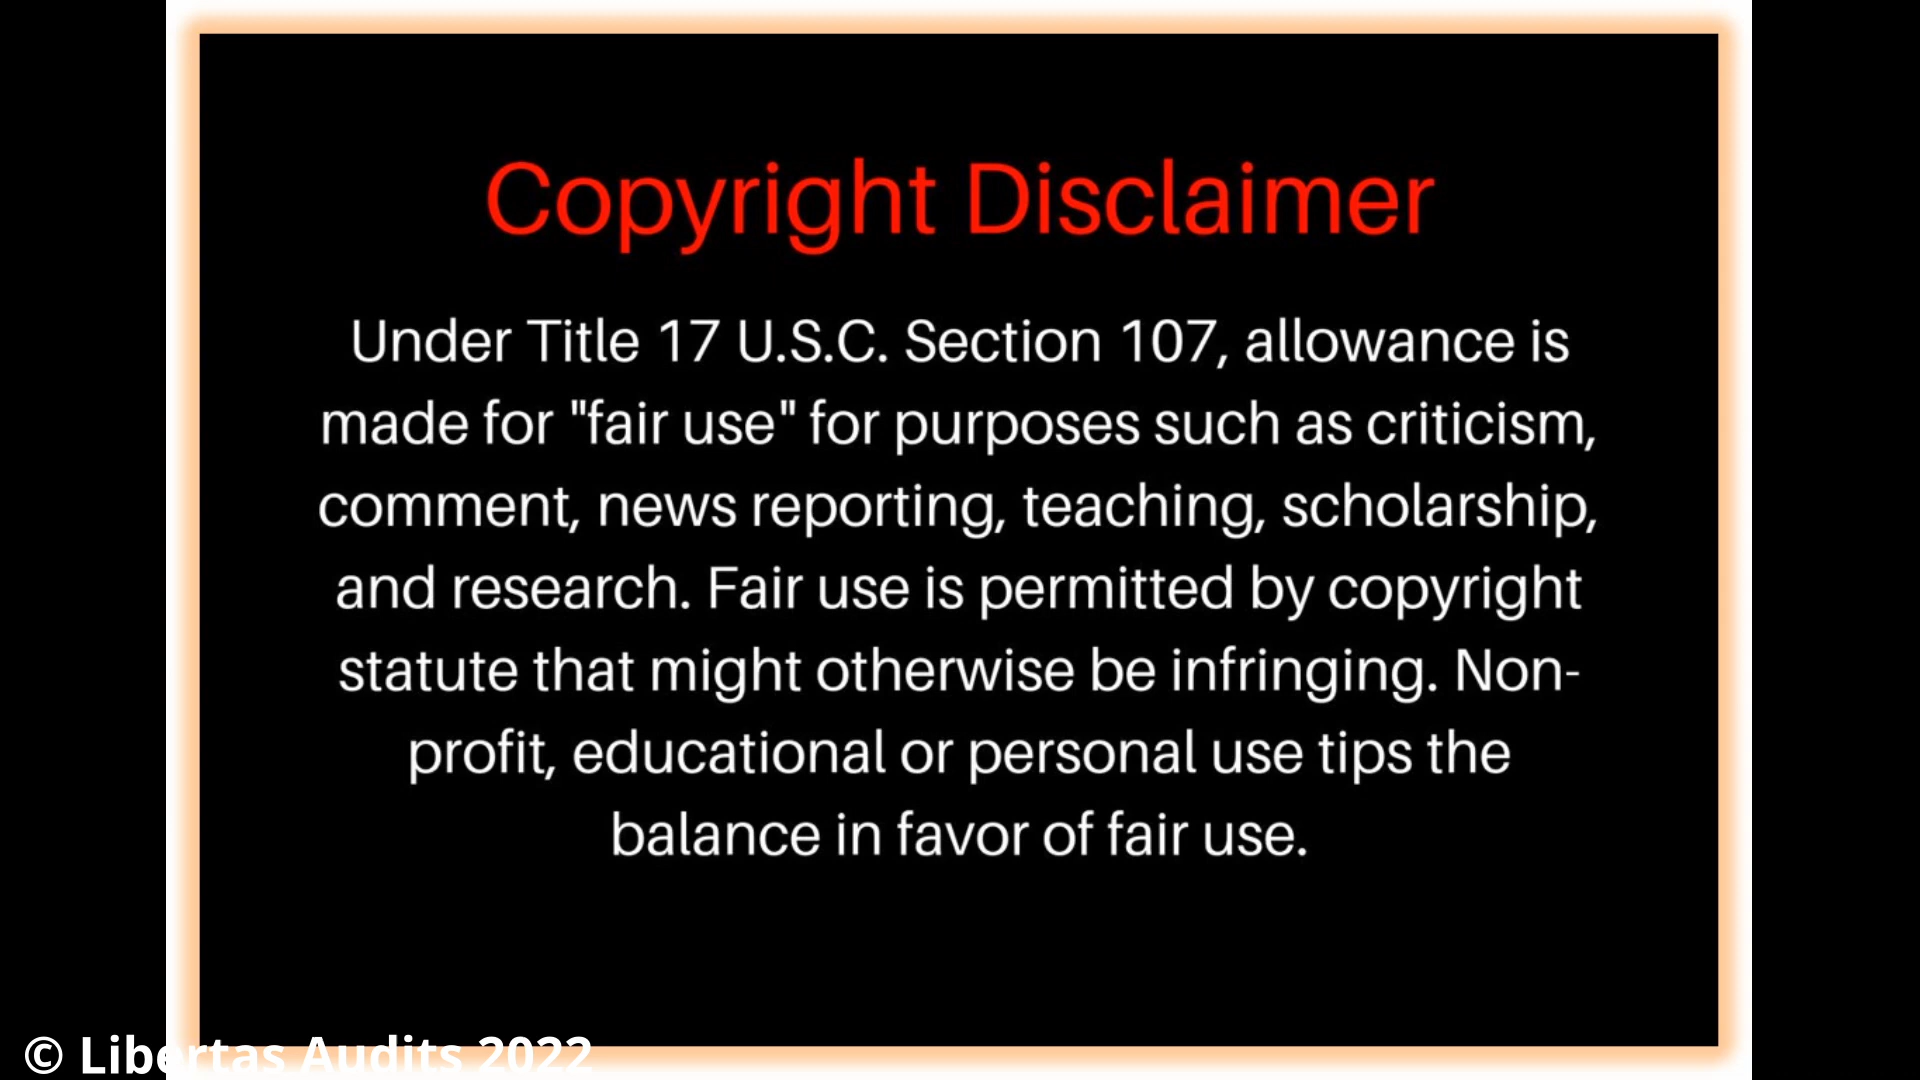 Copyright Disclaimer
Under Title 17 U.S.C. Section 107, allowance is
made for "fair use" for purposes such as criticism,
comment, news reporting, teaching, scholarship,
and research. Fair use is permitted by copyright
statute that might otherwise be infringing. Non-
profit, educational or personal use tips the
balance in favor of fair use.
© Libertas Audits 2022